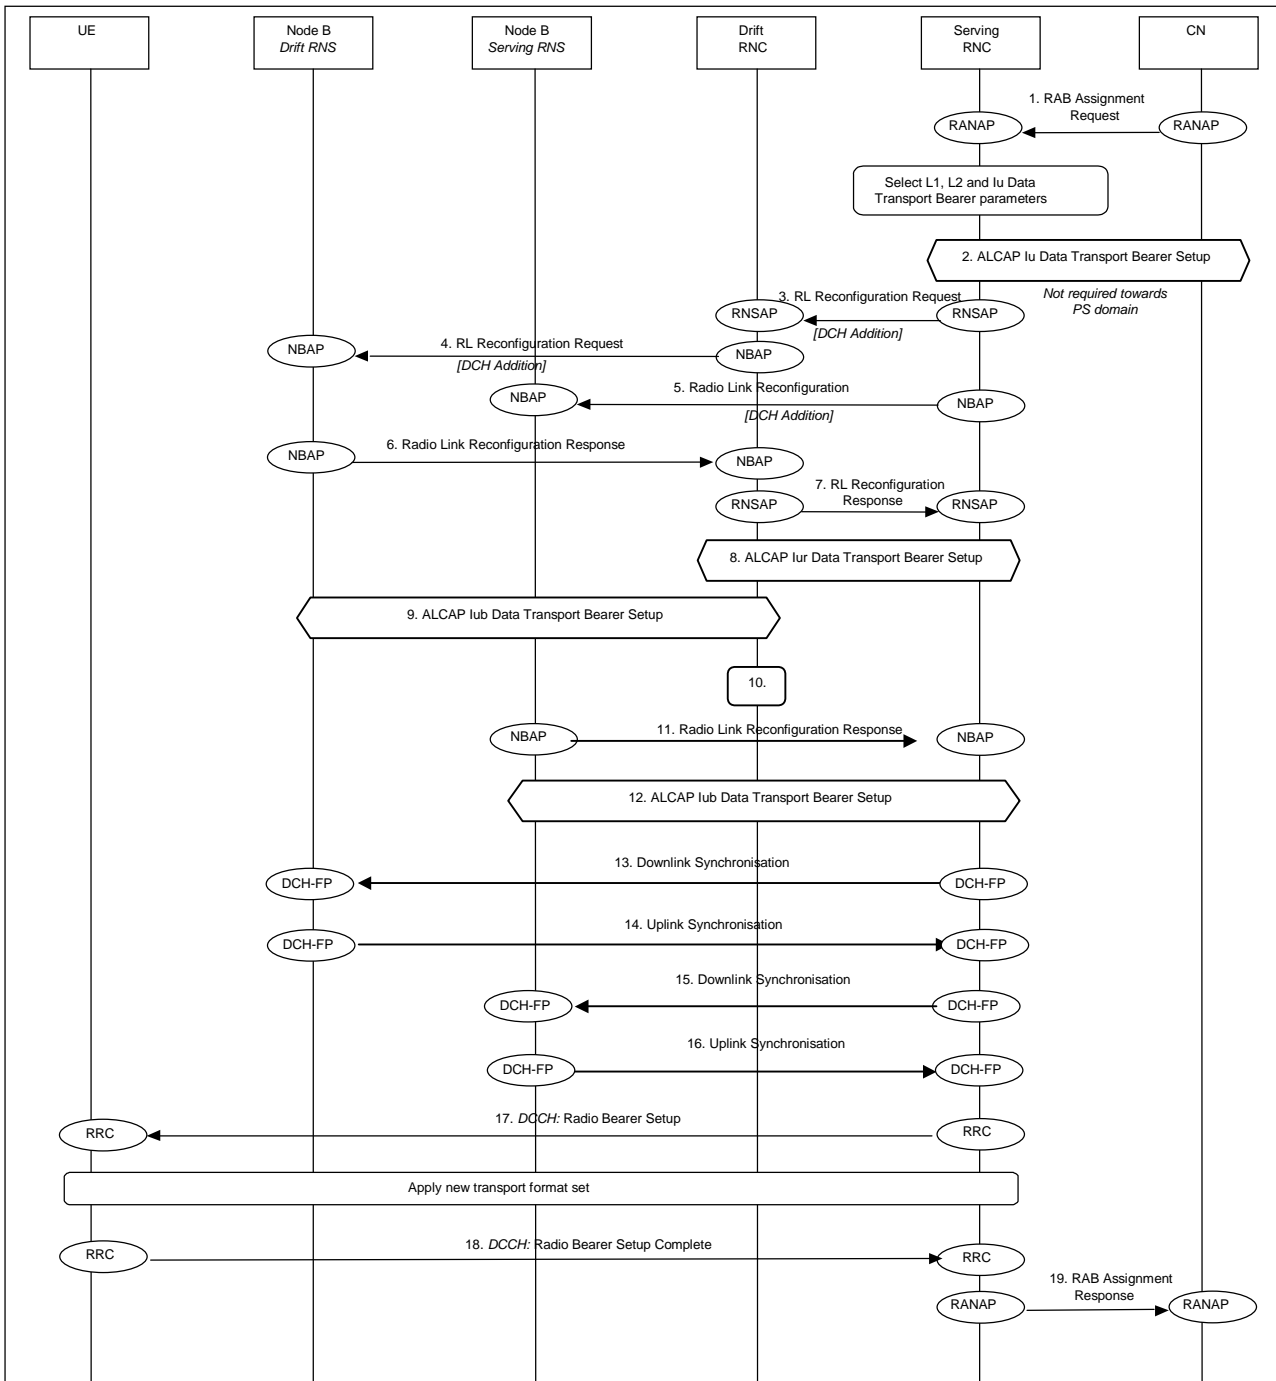 UE
Node B
Drift RNS
Node B
Serving RNS
Drift
RNC
Serving
RNC
CN
1. RAB Assignment
Request
RANAP
RANAP
Select L1, L2 and Iu Data
Transport Bearer parameters
2. ALCAP Iu Data Transport Bearer Setup
Not required towards
PS domain
3. RL Reconfiguration Request
RNSAP
RNSAP
[DCH Addition]
4. RL Reconfiguration Request
NBAP
NBAP
[DCH Addition]
5. Radio Link Reconfiguration
NBAP
NBAP
[DCH Addition]
6. Radio Link Reconfiguration Response
NBAP
NBAP
7. RL Reconfiguration
Response
RNSAP
RNSAP
8. ALCAP Iur Data Transport Bearer Setup
9. ALCAP Iub Data Transport Bearer Setup
10.
11. Radio Link Reconfiguration Response
NBAP
NBAP
12. ALCAP Iub Data Transport Bearer Setup
13. Downlink Synchronisation
DCH-FP
DCH-FP
14. Uplink Synchronisation
DCH-FP
DCH-FP
15. Downlink Synchronisation
DCH-FP
DCH-FP
16. Uplink Synchronisation
DCH-FP
DCH-FP
17. DCCH: Radio Bearer Setup
RRC
RRC
Apply new transport format set
18. DCCH: Radio Bearer Setup Complete
RRC
RRC
19. RAB Assignment
Response
RANAP
RANAP